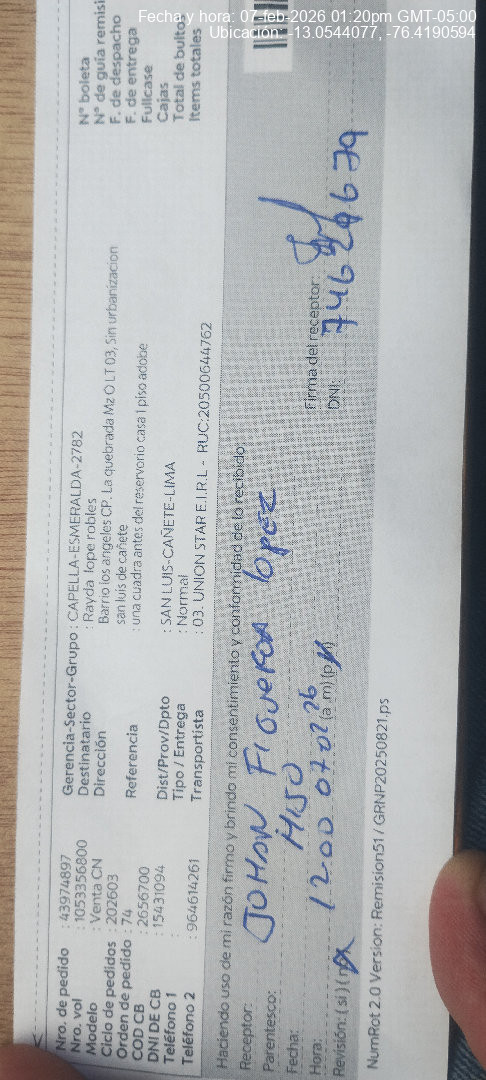 Fecha y hora: 07-feb-2026 01:20pm GMT-05:00
Ubicación: -13.0544077, -76.4190594
Nro. de pedido : 43974897
Nro. vol : 1053356800
Modelo : Venta CN
Ciclo de pedidos : 202603
Orden de pedido : 74
COD CB : 2656700
DNI DE CB : 15431094
Teléfono 1 :
Teléfono 2 : 964614261
Gerencia-Sector-Grupo : CAPELLA-ESMERALDA-2782
Destinatario : Rayda lope robles
Dirección Barrio los angeles CP. La quebrada Mz O LT 03, Sin urbanizacion
san luis de cañete
Referencia : una cuadra antes del reservorio casa 1 piso adobe
Dist/Prov/Dpto : SAN LUIS-CAÑETE-LIMA
Tipo / Entrega : Normal
Transportista : 03. UNION STAR E.I.R.L - RUC:20500644762
N° boleta
N° de guía remisi
F. de despacho
F. de entrega
Fullcase
Cajas
Total de bulto
Items totales
Haciendo uso de mi razón firmo y brindo mi consentimiento y conformidad de lo recibido:
Receptor: JOHAN FIGUEROA lopez
Parentesco: HIJO
Fecha:
Hora: 12.00 07 02 26 (a. m) (p. m)
Revisión: ( si ) ( no
Firma del receptor:
DNI:
NumRot 2.0 Version: Remision51 / GRNP20250821.ps